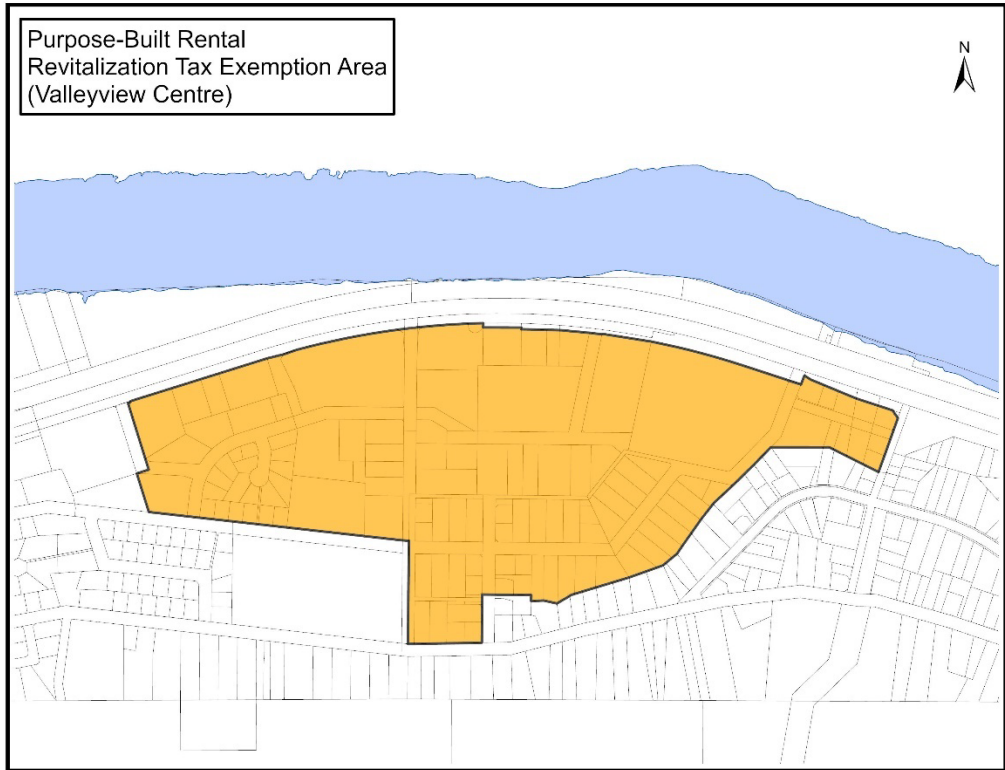 Purpose-Built Rental
Revitalization Tax Exemption Area
(Valleyview Centre)
N